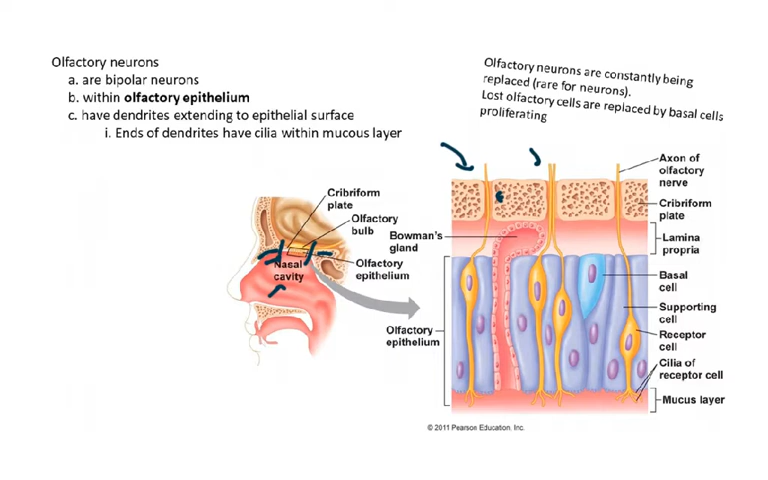 Olfactory neurons
a. are bipolar neurons
b. within olfactory epithelium
c. have dendrites extending to epithelial surface
i. Ends of dendrites have cilia within mucous layer
Olfactory neurons are constantly being
replaced (rare for neurons).
Lost olfactory cells are replaced by basal cells
proliferating
Cribriform
plate
Olfactory
bulb
Nasal
cavity
Olfactory
epithelium
Bowman's
gland
Olfactory
epithelium
Axon of
olfactory
nerve
Cribriform
plate
Lamina
propria
Basal
cell
Supporting
cell
Receptor
cell
Cilia of
receptor cell
Mucus layer
© 2011 Pearson Education, Inc.